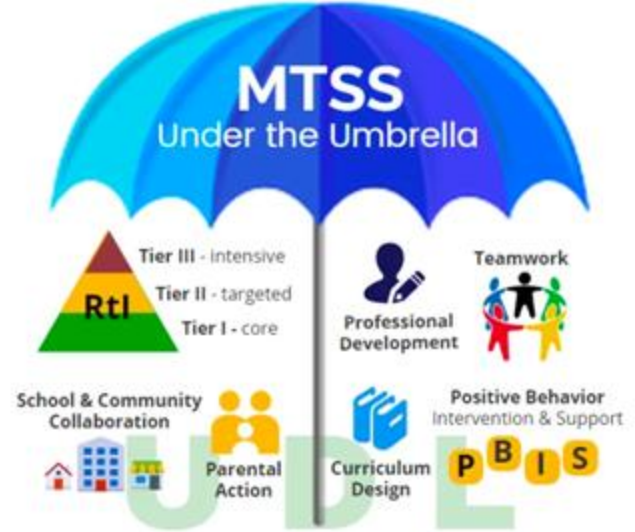 MTSS
Under the Umbrella
RtI
Tier III - intensive
Tier II - targeted
Tier I - core
Professional
Development
Teamwork
School & Community
Collaboration
Parental
Action
Curriculum
Design
Positive Behavior
Intervention & Support
P B I S
UDL